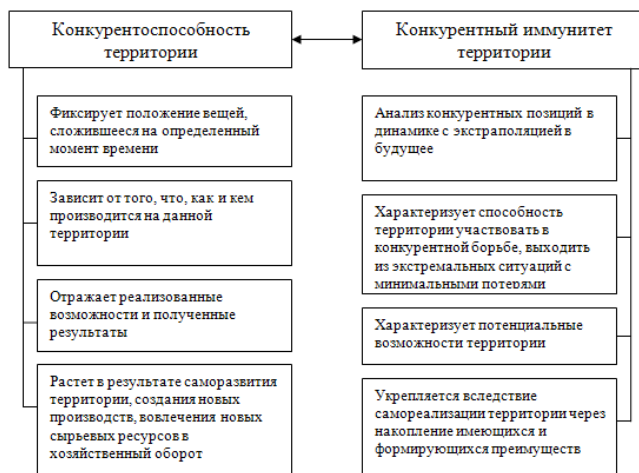 Конкурентоспособность
территории
Фиксирует положение вещей,
сложившееся на определенный
момент времени
Зависит от того, что, как и кем
производится на данной
территории
Отражает реализованные
возможности и полученные
результаты
Растет в результате саморазвития
территории, создания новых
производств, вовлечения новых
сырьевых ресурсов в
хозяйственный оборот
Конкурентный иммунитет
территории
Анализ конкурентных позиций в
динамике с экстраполяцией в
будущее
Характеризует способность
территории участвовать в
конкурентной борьбе, выходить
из экстремальных ситуаций с
минимальными потерями
Характеризует потенциальные
возможности территории
Укрепляется вследствие
самореализации территории через
накопление имеющихся и
формирующихся преимуществ